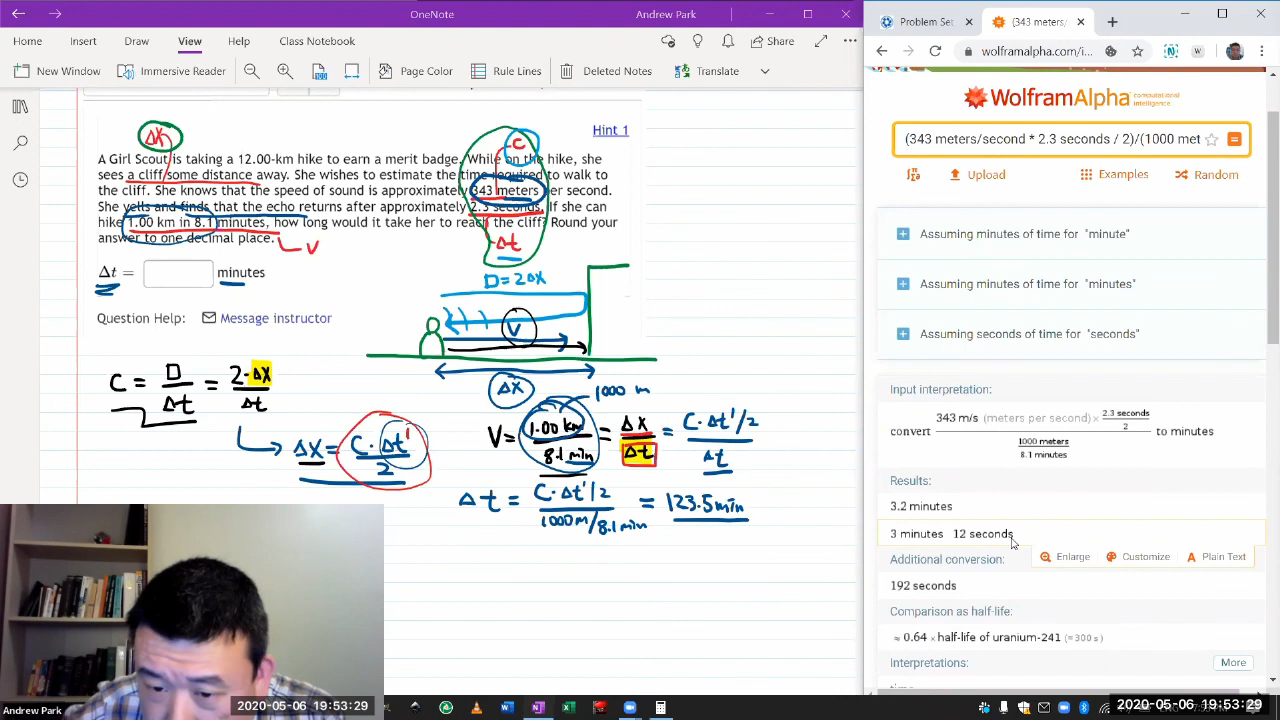 OneNote
Andrew Park
Home
Insert
Draw
View
Class Notebook
Share
New Window
Page Color
Rule Lines
Deleted Notes
Translate
Hint 1
ΔX
C
A Girl Scout is taking a 12.00-km hike to earn a merit badge. While on the hike, she
sees a cliff some distance away. She wishes to estimate the time required to walk to
the cliff. She knows that the speed of sound is approximately 343 meters per second.
She yells and finds that the echo returns after approximately 2.3 seconds. If she can
hike 1.00 km in 8.1 minutes, how long would it take her to reach the cliff? Round your
answer to one decimal place.
V
Δt
Δt = minutes
D=2ΔX
Question Help: Message instructor
V
ΔX
1000 m
C = D/Δt = 2·ΔX/Δt
V = 1.00 km/8.1 min = ΔX/Δt = C·Δt'/2/Δt
ΔX = C·Δt'/2
Δt = C·Δt'/2/1000m/8.1min = 123.5min
Andrew Park
2020-05-06 19:53:29
Problem Set
(343 meters/
wolframalpha.com/i...
WolframAlpha computational intelligence
(343 meters/second * 2.3 seconds / 2)/(1000 met
Upload
Examples
Random
Assuming minutes of time for "minute"
Assuming minutes of time for "minutes"
Assuming seconds of time for "seconds"
Input interpretation:
convert 343 m/s (meters per second) × 2.3 seconds/2 / 1000 meters/8.1 minutes to minutes
Results:
3.2 minutes
3 minutes 12 seconds
Enlarge
Customize
Plain Text
Additional conversion:
192 seconds
Comparison as half-life:
≈ 0.64 × half-life of uranium-241 (≈ 300 s)
Interpretations:
More
2020-05-06 19:53:29